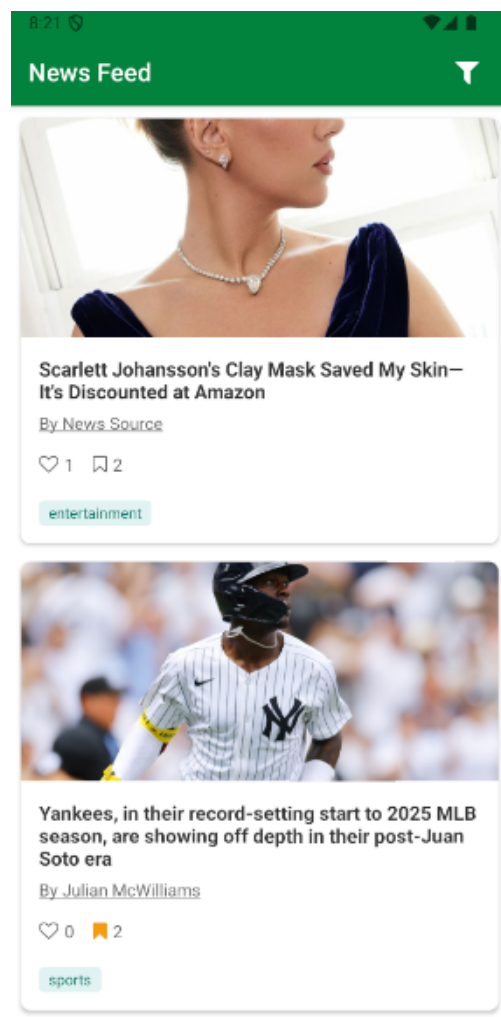 8:21
News Feed
Scarlett Johansson's Clay Mask Saved My Skin—
It's Discounted at Amazon
By News Source
1 2
entertainment
NY
Yankees, in their record-setting start to 2025 MLB
season, are showing off depth in their post-Juan
Soto era
By Julian McWilliams
0 2
sports